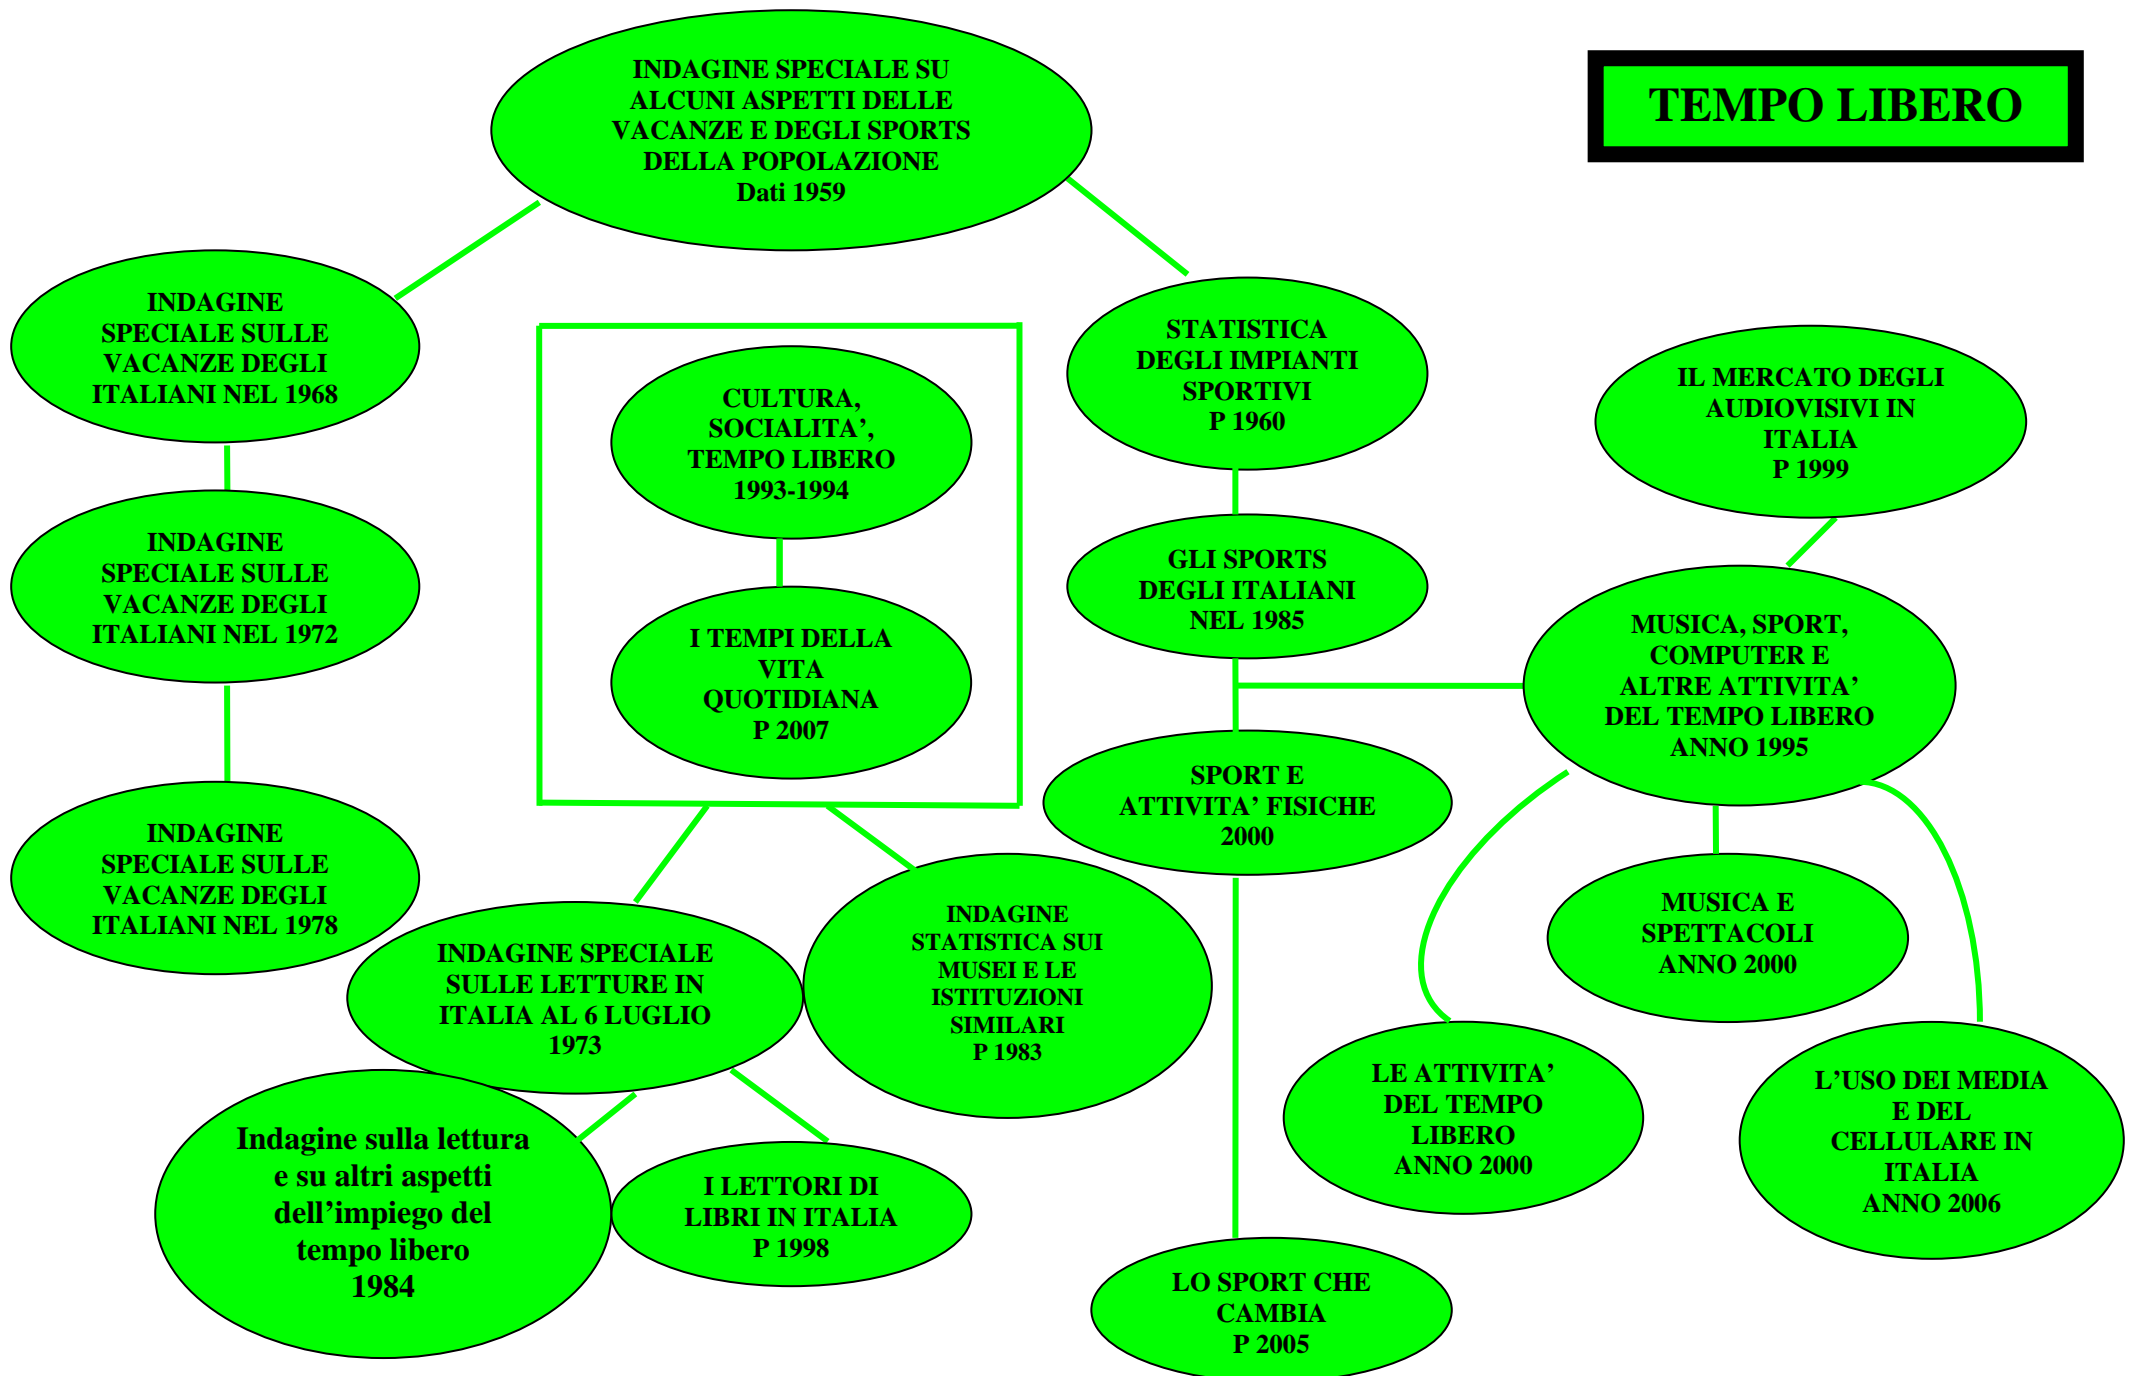 TEMPO LIBERO
INDAGINE SPECIALE SU
ALCUNI ASPETTI DELLE
VACANZE E DEGLI SPORTS
DELLA POPOLAZIONE
Dati 1959
INDAGINE
SPECIALE SULLE
VACANZE DEGLI
ITALIANI NEL 1968
INDAGINE
SPECIALE SULLE
VACANZE DEGLI
ITALIANI NEL 1972
INDAGINE
SPECIALE SULLE
VACANZE DEGLI
ITALIANI NEL 1978
CULTURA,
SOCIALITA’,
TEMPO LIBERO
1993-1994
I TEMPI DELLA
VITA
QUOTIDIANA
P 2007
INDAGINE SPECIALE
SULLE LETTURE IN
ITALIA AL 6 LUGLIO
1973
INDAGINE
STATISTICA SUI
MUSEI E LE
ISTITUZIONI
SIMILARI
P 1983
Indagine sulla lettura
e su altri aspetti
dell’impiego del
tempo libero
1984
I LETTORI DI
LIBRI IN ITALIA
P 1998
STATISTICA
DEGLI IMPIANTI
SPORTIVI
P 1960
GLI SPORTS
DEGLI ITALIANI
NEL 1985
SPORT E
ATTIVITA’ FISICHE
2000
LO SPORT CHE
CAMBIA
P 2005
IL MERCATO DEGLI
AUDIOVISIVI IN
ITALIA
P 1999
MUSICA, SPORT,
COMPUTER E
ALTRE ATTIVITA’
DEL TEMPO LIBERO
ANNO 1995
MUSICA E
SPETTACOLI
ANNO 2000
LE ATTIVITA’
DEL TEMPO
LIBERO
ANNO 2000
L’USO DEI MEDIA
E DEL
CELLULARE IN
ITALIA
ANNO 2006